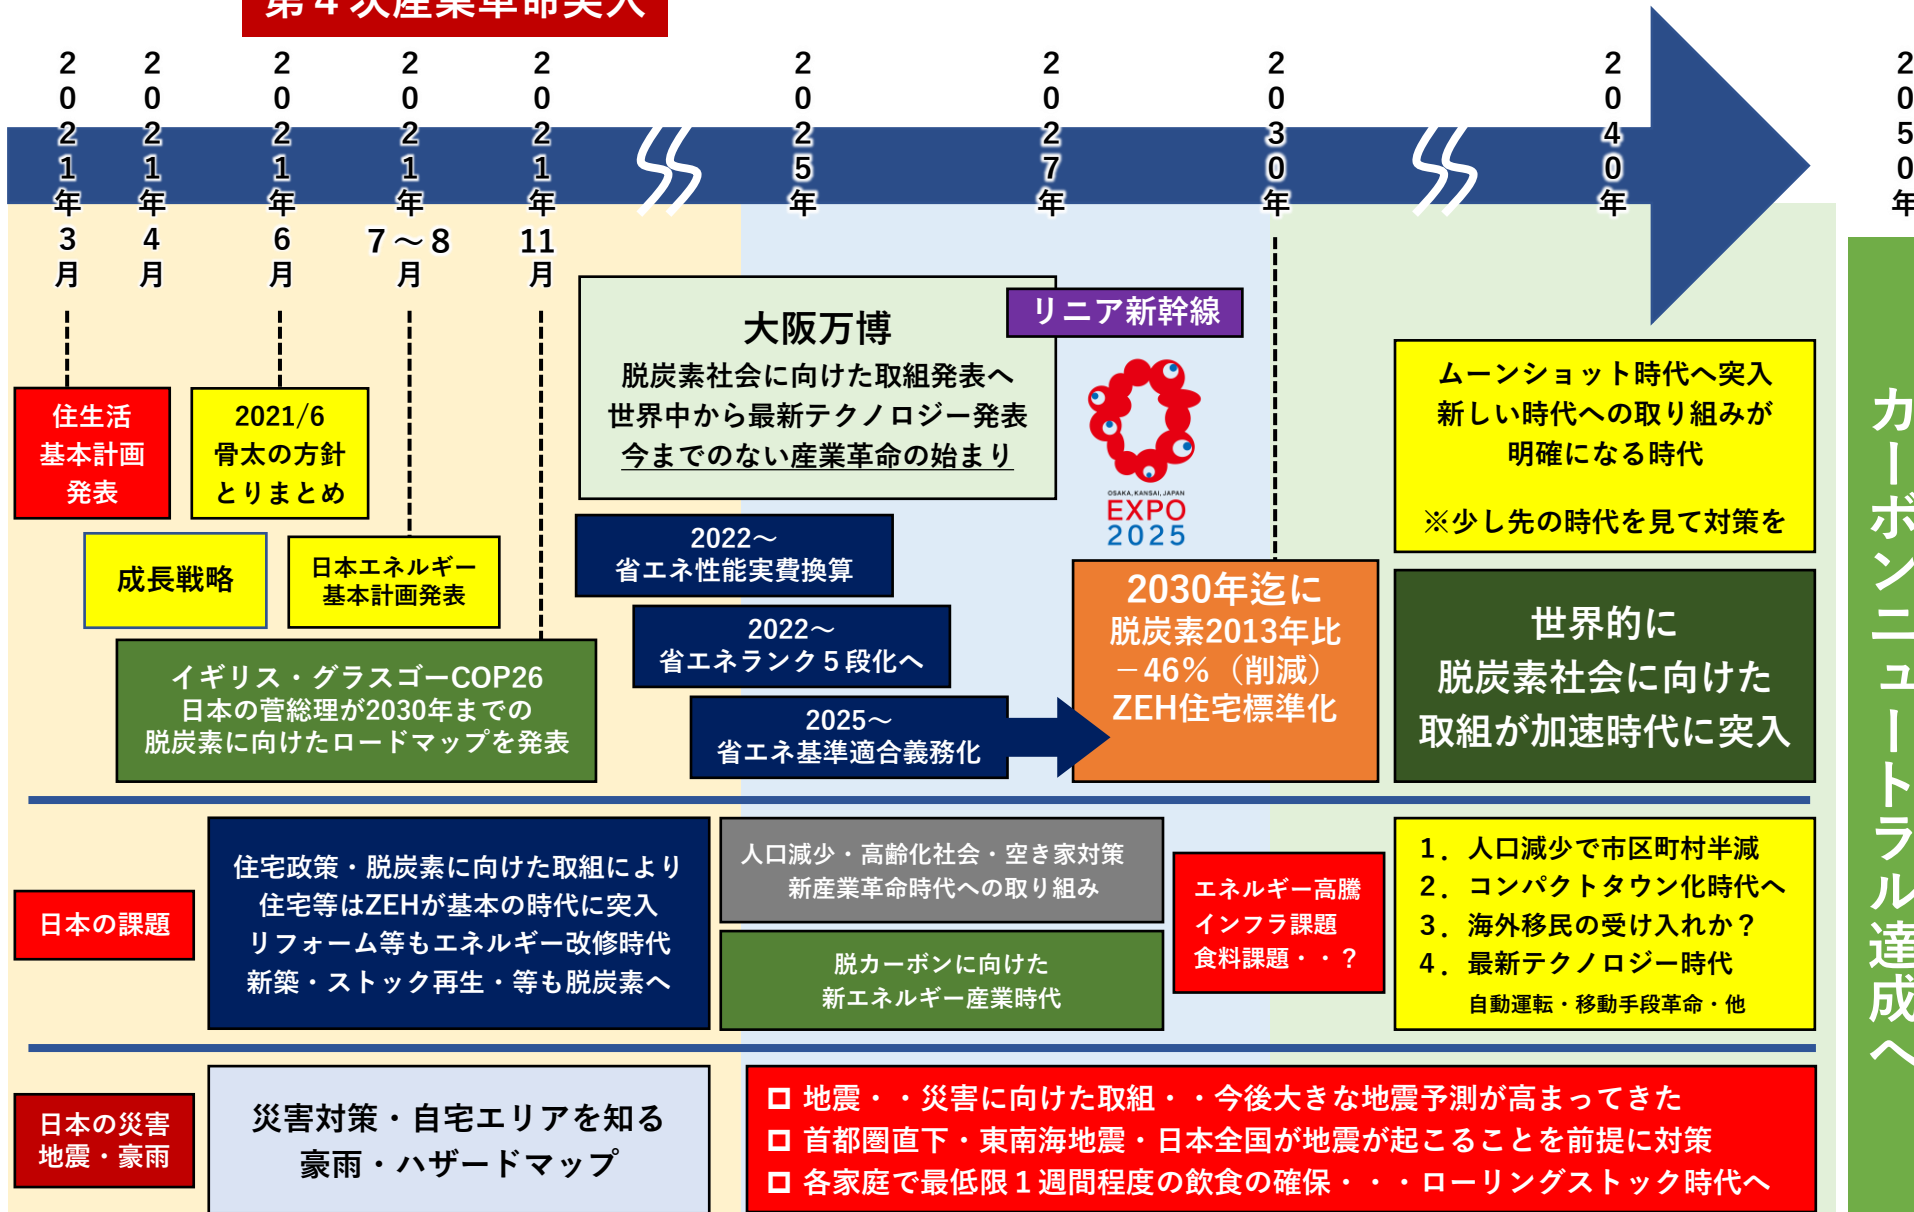 第４次産業革命突入
2021年3月
2021年4月
2021年6月
2021年7～8月
2021年11月
2025年
2027年
2030年
2040年
2050年
住生活
基本計画
発表
2021/6
骨太の方針
とりまとめ
成長戦略
日本エネルギー
基本計画発表
イギリス・グラスゴーCOP26
日本の菅総理が2030年までの
脱炭素に向けたロードマップを発表
大阪万博
脱炭素社会に向けた取組発表へ
世界中から最新テクノロジー発表
今までのない産業革命の始まり
リニア新幹線
OSAKA, KANSAI, JAPAN
EXPO
2025
2022～
省エネ性能実費換算
2022～
省エネランク５段化へ
2025～
省エネ基準適合義務化
2030年迄に
脱炭素2013年比
－46%（削減）
ZEH住宅標準化
ムーンショット時代へ突入
新しい時代への取り組みが
明確になる時代
※少し先の時代を見て対策を
世界的に
脱炭素社会に向けた
取組が加速時代に突入
カーボンニュートラル達成へ
日本の課題
住宅政策・脱炭素に向けた取組により
住宅等はZEHが基本の時代に突入
リフォーム等もエネルギー改修時代
新築・ストック再生・等も脱炭素へ
人口減少・高齢化社会・空き家対策
新産業革命時代への取り組み
脱カーボンに向けた
新エネルギー産業時代
エネルギー高騰
インフラ課題
食料課題・・？
1．人口減少で市区町村半減
2．コンパクトタウン化時代へ
3．海外移民の受け入れか？
4．最新テクノロジー時代
自動運転・移動手段革命・他
日本の災害
地震・豪雨
災害対策・自宅エリアを知る
豪雨・ハザードマップ
地震・・災害に向けた取組・・今後大きな地震予測が高まってきた
首都圏直下・東南海地震・日本全国が地震が起こることを前提に対策
各家庭で最低限１週間程度の飲食の確保・・・ローリングストック時代へ